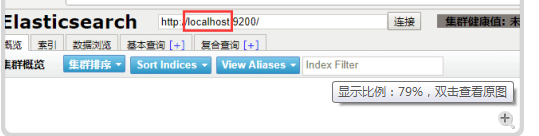 Elasticsearch http://localhost:9200/ 连接 集群健康值: 未
概览 索引 数据浏览 基本查询 [+] 复合查询 [+]
集群概览 集群排序 Sort Indices View Aliases Index Filter
显示比例：79%，双击查看原图